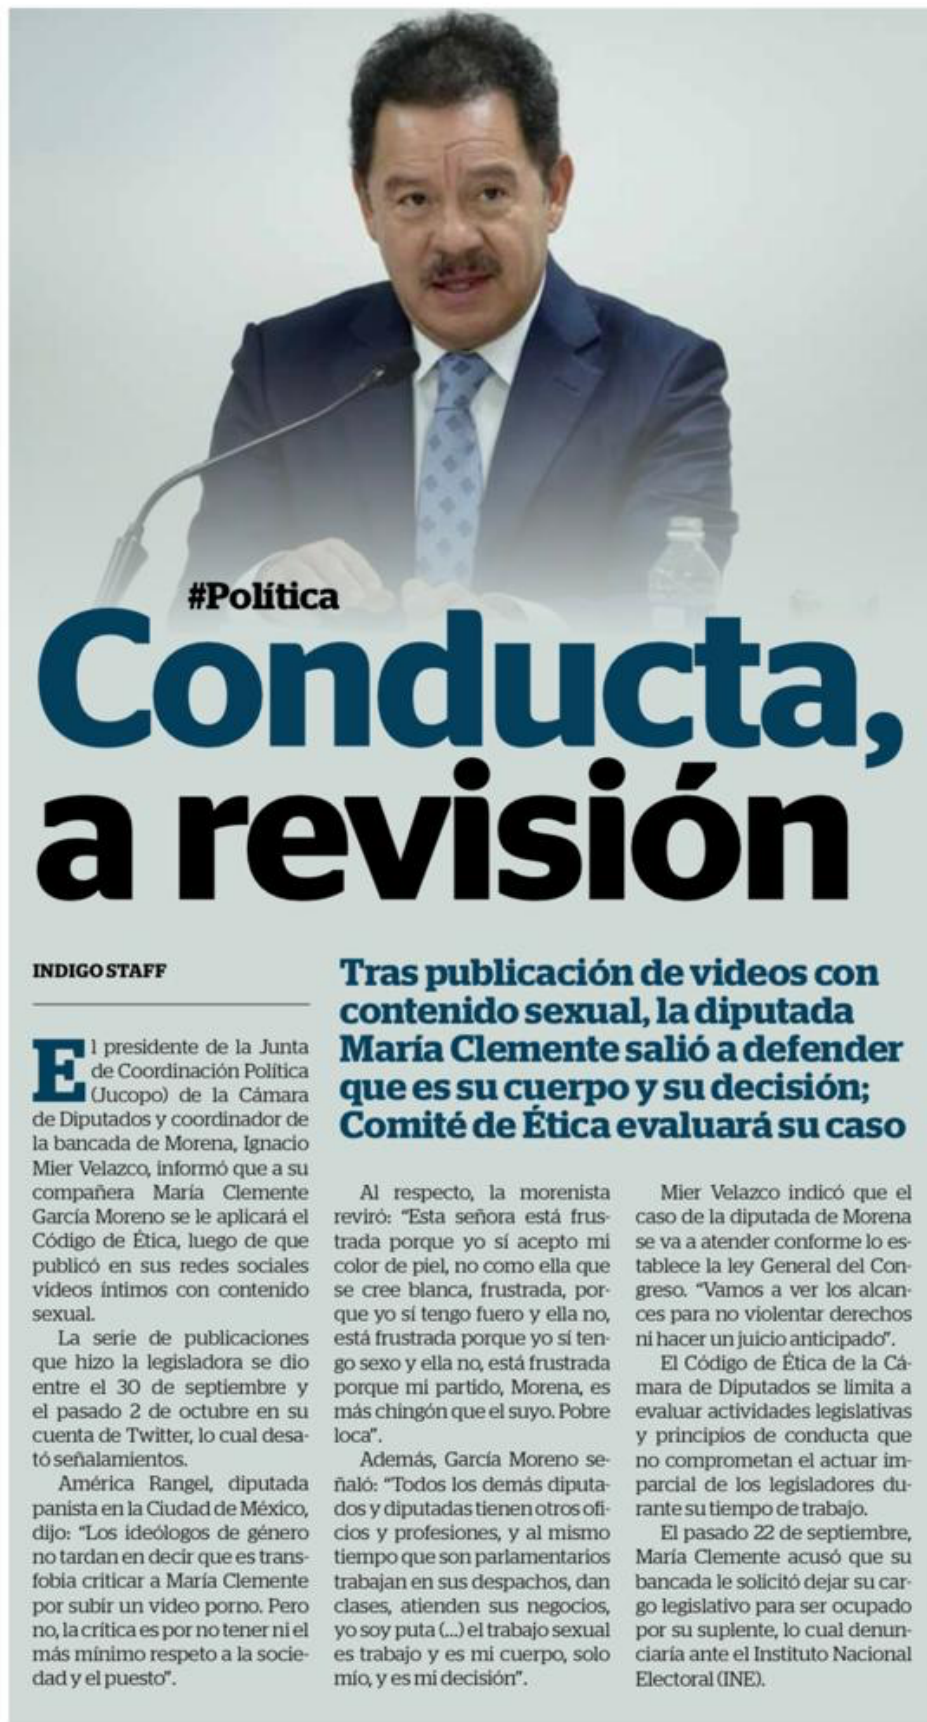 #Política
Conducta,
a revisión
INDIGO STAFF
Tras publicación de videos con
contenido sexual, la diputada
María Clemente salió a defender
que es su cuerpo y su decisión;
Comité de Ética evaluará su caso
El presidente de la Junta
de Coordinación Política
(Jucopo) de la Cámara
de Diputados y coordinador de
la bancada de Morena, Ignacio
Mier Velazco, informó que a su
compañera María Clemente
García Moreno se le aplicará el
Código de Ética, luego de que
publicó en sus redes sociales
vídeos íntimos con contenido
sexual.
La serie de publicaciones
que hizo la legisladora se dio
entre el 30 de septiembre y
el pasado 2 de octubre en su
cuenta de Twitter, lo cual desa-
tó señalamientos.
América Rangel, diputada
panista en la Ciudad de México,
dijo: “Los ideólogos de género
no tardan en decir que es trans-
fobia criticar a María Clemente
por subir un video porno. Pero
no, la crítica es por no tener ni el
más mínimo respeto a la socie-
dad y el puesto”.
Al respecto, la morenista
reviró: “Esta señora está frus-
trada porque yo sí acepto mi
color de piel, no como ella que
se cree blanca, frustrada, por-
que yo sí tengo fuero y ella no,
está frustrada porque yo sí ten-
go sexo y ella no, está frustrada
porque mi partido, Morena, es
más chingón que el suyo. Pobre
loca”.
Además, García Moreno se-
ñaló: “Todos los demás diputa-
dos y diputadas tienen otros ofi-
cios y profesiones, y al mismo
tiempo que son parlamentarios
trabajan en sus despachos, dan
clases, atienden sus negocios,
yo soy puta (...) el trabajo sexual
es trabajo y es mi cuerpo, solo
mío, y es mi decisión”.
Mier Velazco indicó que el
caso de la diputada de Morena
se va a atender conforme lo es-
tablece la ley General del Con-
greso. “Vamos a ver los alcan-
ces para no violentar derechos
ni hacer un juicio anticipado”.
El Código de Ética de la Cá-
mara de Diputados se limita a
evaluar actividades legislativas
y principios de conducta que
no comprometan el actuar im-
parcial de los legisladores du-
rante su tiempo de trabajo.
El pasado 22 de septiembre,
María Clemente acusó que su
bancada le solicitó dejar su car-
go legislativo para ser ocupado
por su suplente, lo cual denun-
ciaría ante el Instituto Nacional
Electoral (INE).